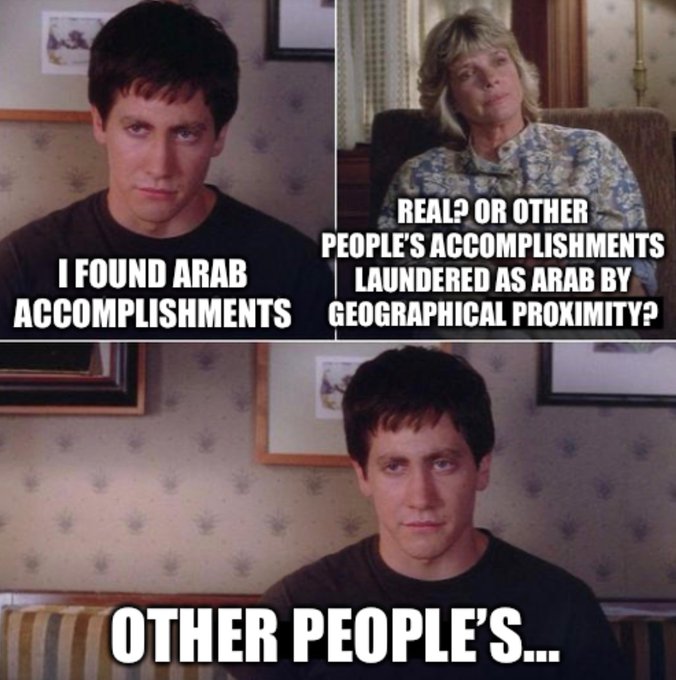 I FOUND ARAB
ACCOMPLISHMENTS
REAL? OR OTHER
PEOPLE'S ACCOMPLISHMENTS
LAUNDERED AS ARAB BY
GEOGRAPHICAL PROXIMITY?
OTHER PEOPLE'S...